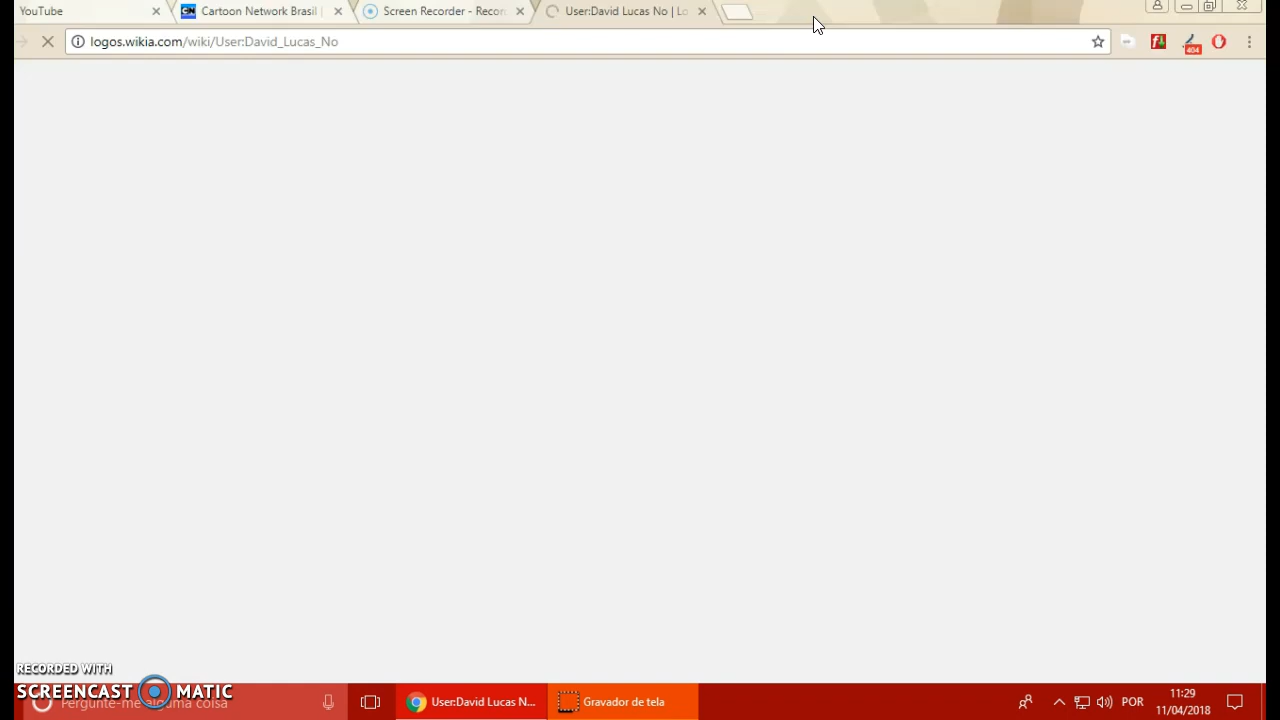 YouTube
CN Cartoon Network Brasil |
Screen Recorder - Recor
User:David Lucas No | Lo
logos.wikia.com/wiki/User:David_Lucas_No
404
RECORDED WITH
SCREENCAST MATIC
Pergunte-me alguma coisa
User:David Lucas N...
Gravador de tela
POR
11:29
11/04/2018